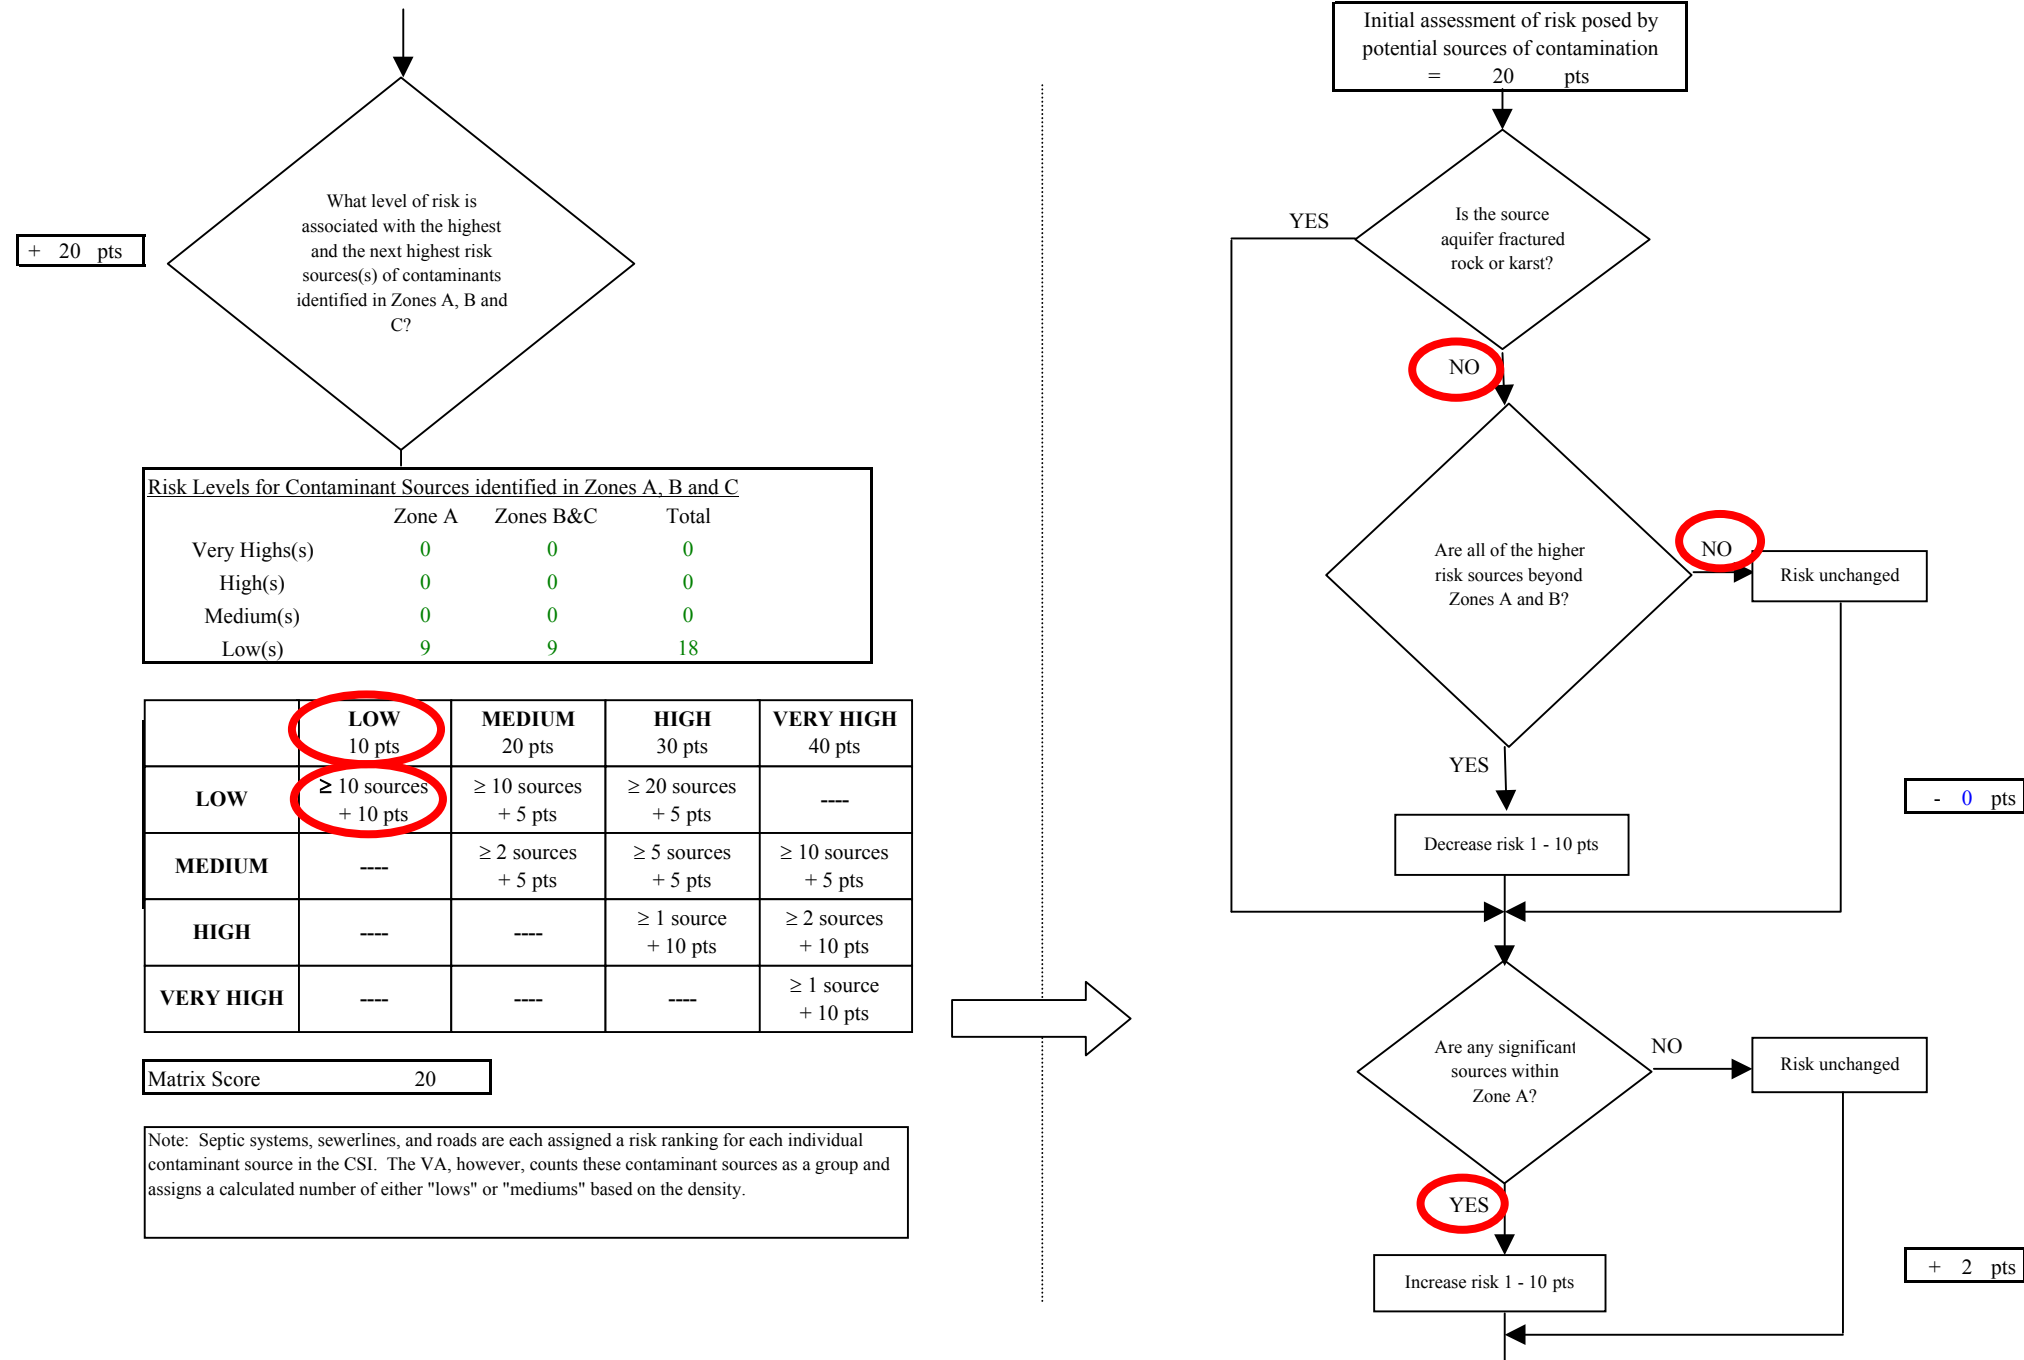 + 20 pts
What level of risk is
associated with the highest
and the next highest risk
sources(s) of contaminants
identified in Zones A, B and
C?
Risk Levels for Contaminant Sources identified in Zones A, B and C
Zone A Zones B&C Total
Very Highs(s) 0 0 0
High(s) 0 0 0
Medium(s) 0 0 0
Low(s) 9 9 18
LOW MEDIUM HIGH VERY HIGH
10 pts 20 pts 30 pts 40 pts
LOW ≥ 10 sources ≥ 10 sources ≥ 20 sources ----
+ 10 pts + 5 pts + 5 pts
MEDIUM ---- ≥ 2 sources ≥ 5 sources ≥ 10 sources
+ 5 pts + 5 pts + 5 pts
HIGH ---- ---- ≥ 1 source ≥ 2 sources
+ 10 pts + 10 pts
VERY HIGH ---- ---- ---- ≥ 1 source
+ 10 pts
Matrix Score 20
Note: Septic systems, sewerlines, and roads are each assigned a risk ranking for each individual
contaminant source in the CSI. The VA, however, counts these contaminant sources as a group and
assigns a calculated number of either "lows" or "mediums" based on the density.
Initial assessment of risk posed by
potential sources of contamination
= 20 pts
YES
Is the source
aquifer fractured
rock or karst?
NO
Are all of the higher
risk sources beyond
Zones A and B?
NO
Risk unchanged
YES
- 0 pts
Decrease risk 1 - 10 pts
Are any significant
sources within
Zone A?
NO
Risk unchanged
YES
+ 2 pts
Increase risk 1 - 10 pts